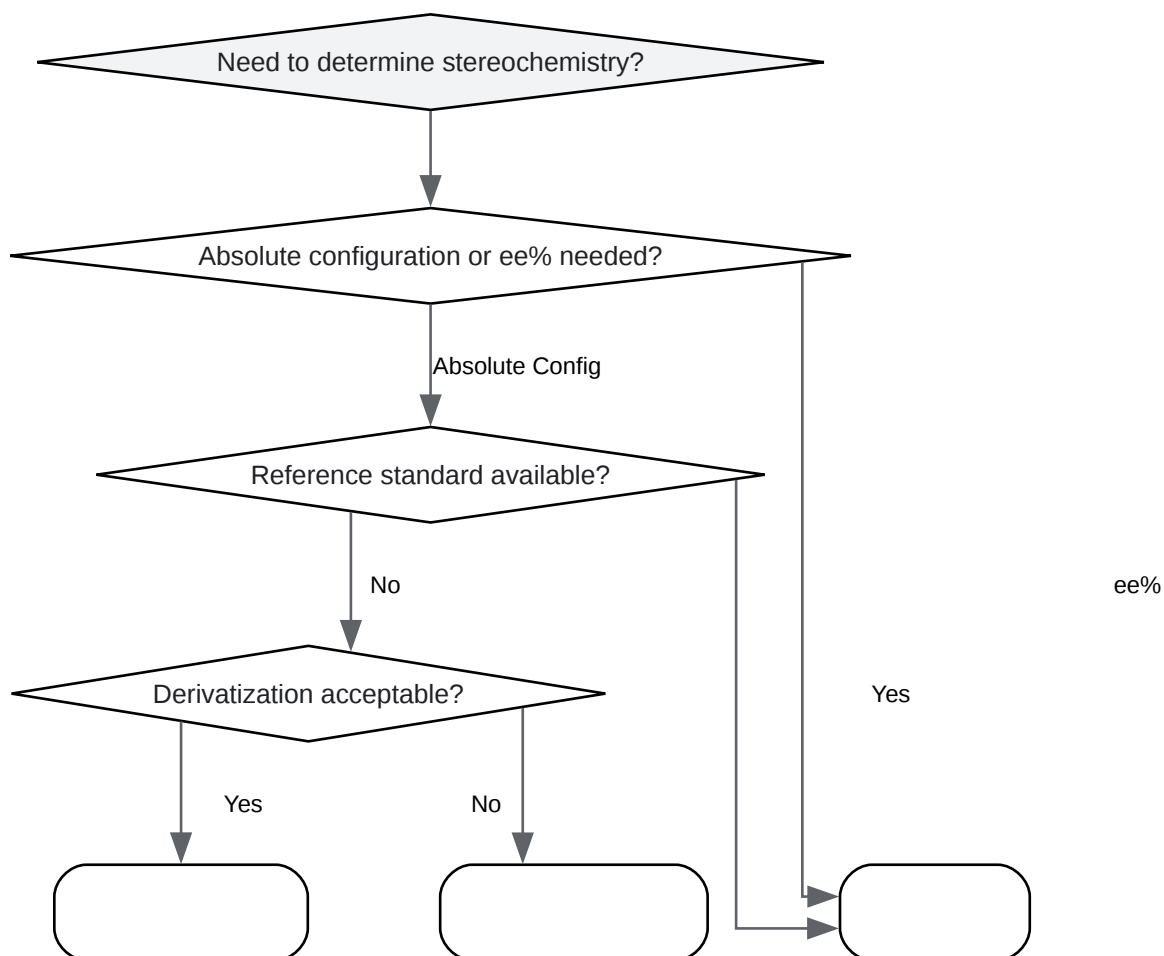 Need to determine stereochemistry?
Absolute configuration or ee% needed?
Absolute Config
Reference standard available?
No
ee%
Derivatization acceptable?
Yes
Yes
No